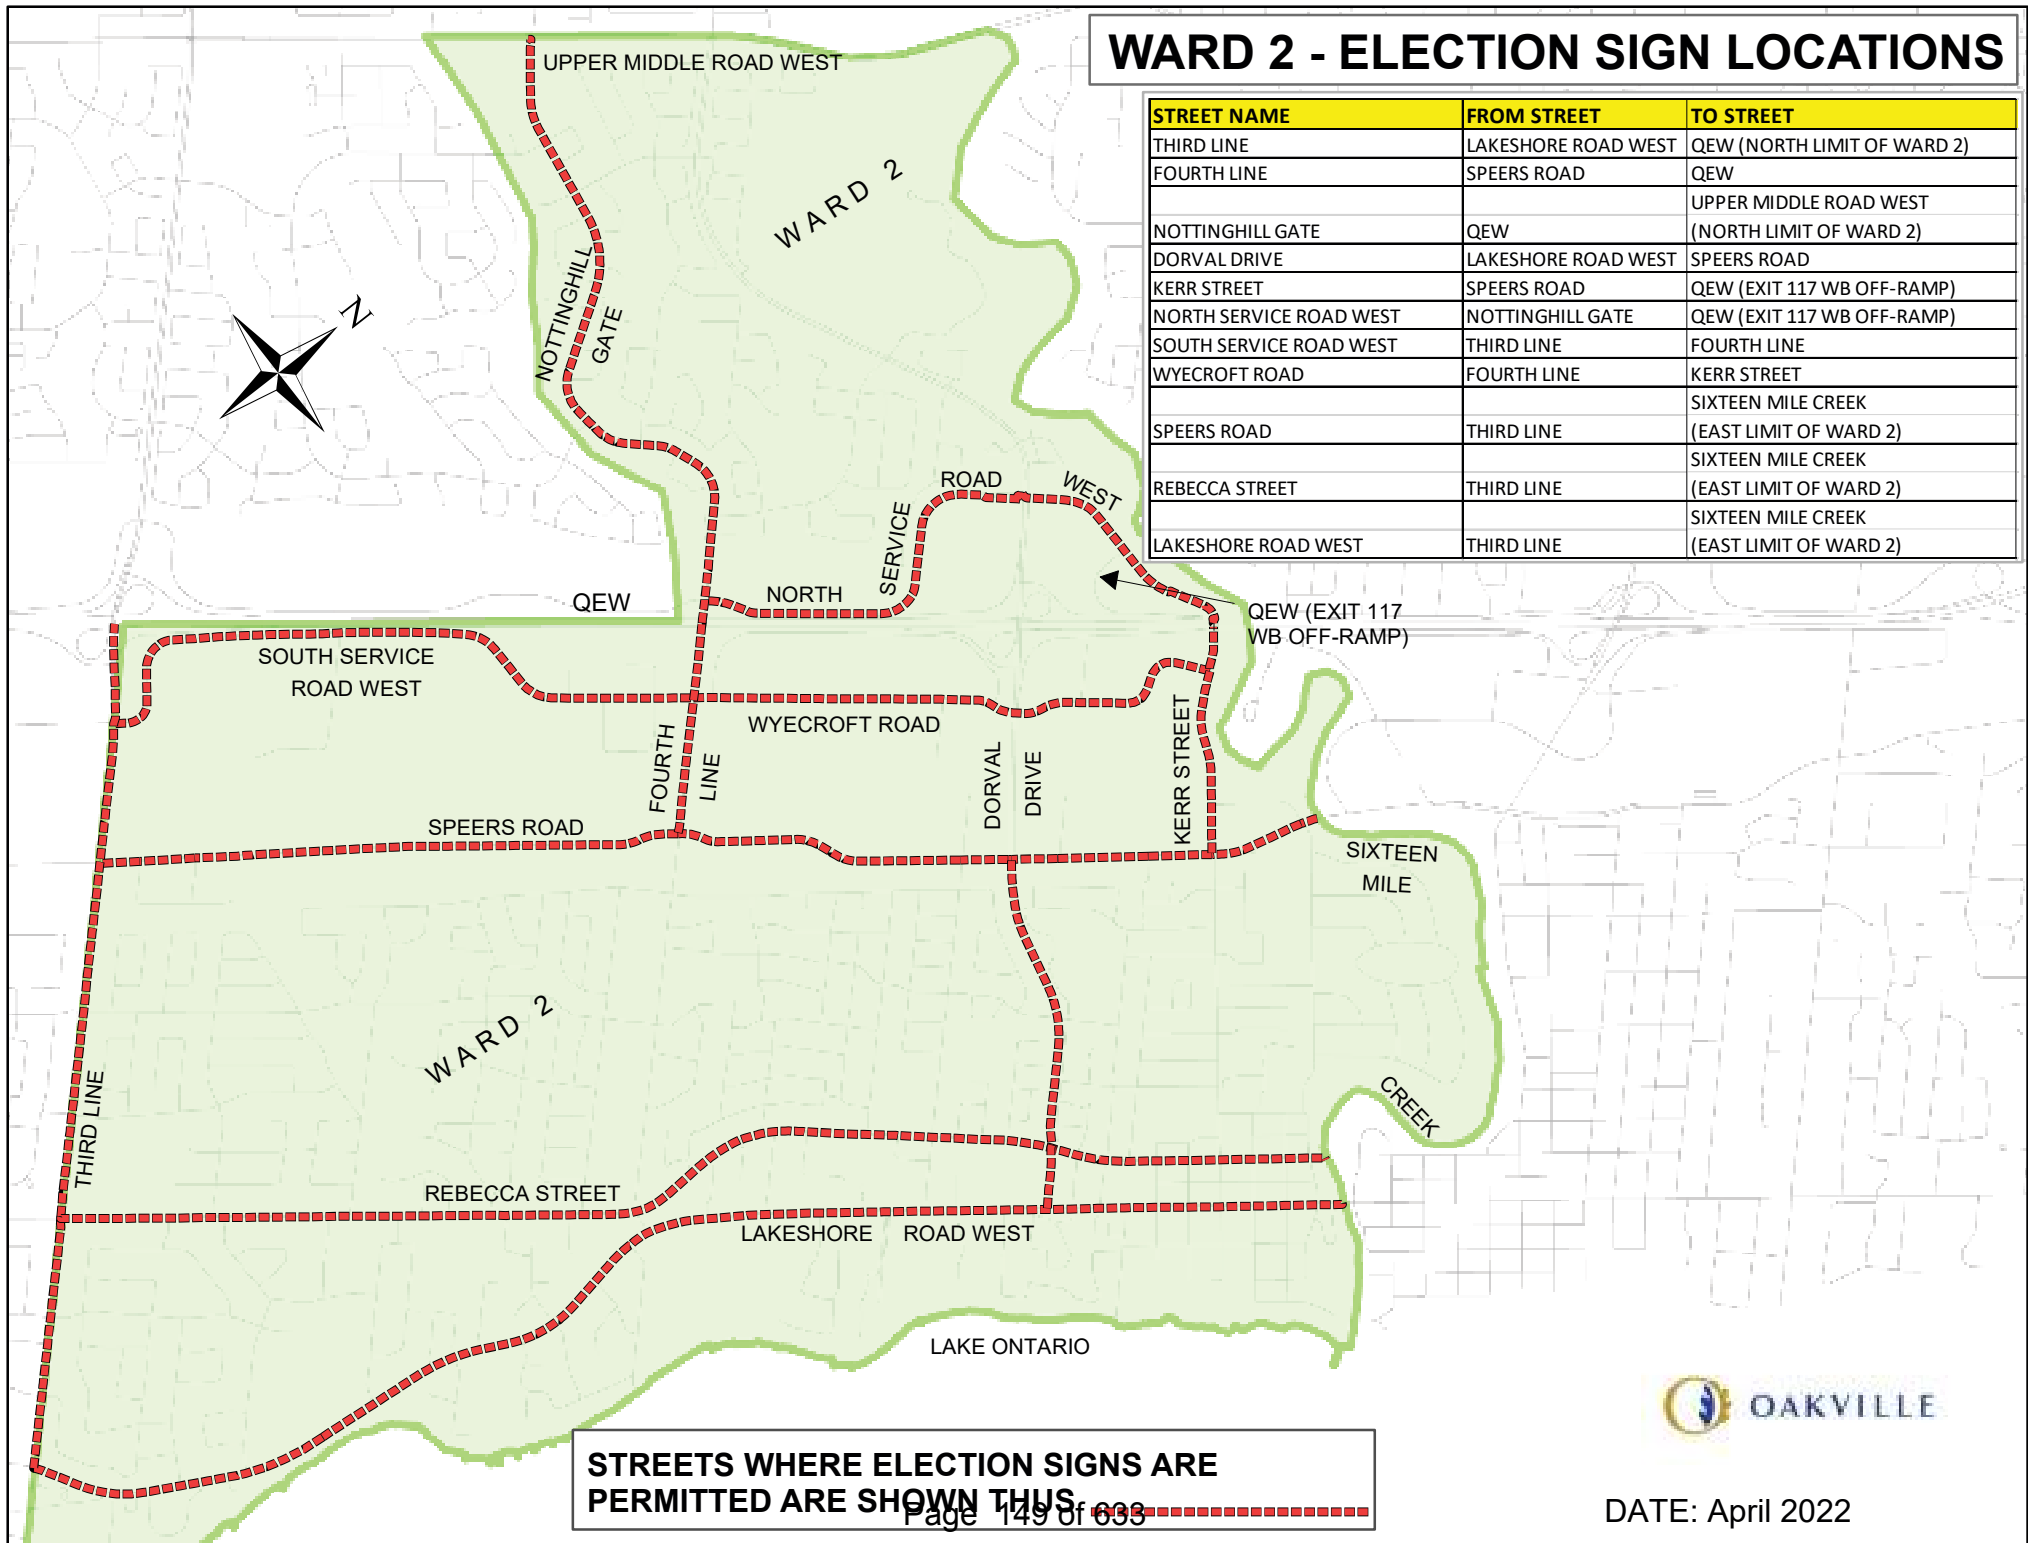 WARD 2 - ELECTION SIGN LOCATIONS
STREET NAME FROM STREET TO STREET
THIRD LINE LAKESHORE ROAD WEST QEW (NORTH LIMIT OF WARD 2)
FOURTH LINE SPEERS ROAD QEW
UPPER MIDDLE ROAD WEST
NOTTINGHILL GATE QEW (NORTH LIMIT OF WARD 2)
DORVAL DRIVE LAKESHORE ROAD WEST SPEERS ROAD
KERR STREET SPEERS ROAD QEW (EXIT 117 WB OFF-RAMP)
NORTH SERVICE ROAD WEST NOTTINGHILL GATE QEW (EXIT 117 WB OFF-RAMP)
SOUTH SERVICE ROAD WEST THIRD LINE FOURTH LINE
WYECROFT ROAD FOURTH LINE KERR STREET
SIXTEEN MILE CREEK
SPEERS ROAD THIRD LINE (EAST LIMIT OF WARD 2)
SIXTEEN MILE CREEK
REBECCA STREET THIRD LINE (EAST LIMIT OF WARD 2)
SIXTEEN MILE CREEK
LAKESHORE ROAD WEST THIRD LINE (EAST LIMIT OF WARD 2)
UPPER MIDDLE ROAD WEST
WARD 2
NOTTINGHILL
GATE
N
NORTH
SERVICE
ROAD
WEST
QEW
QEW (EXIT 117
WB OFF-RAMP)
SOUTH SERVICE
ROAD WEST
WYECROFT ROAD
FOURTH
LINE
DORVAL
DRIVE
KERR STREET
SPEERS ROAD
SIXTEEN
MILE
CREEK
WARD 2
THIRD LINE
REBECCA STREET
LAKESHORE ROAD WEST
LAKE ONTARIO
OAKVILLE
STREETS WHERE ELECTION SIGNS ARE
PERMITTED ARE SHOWN THUS
Page 149 of 633
DATE: April 2022